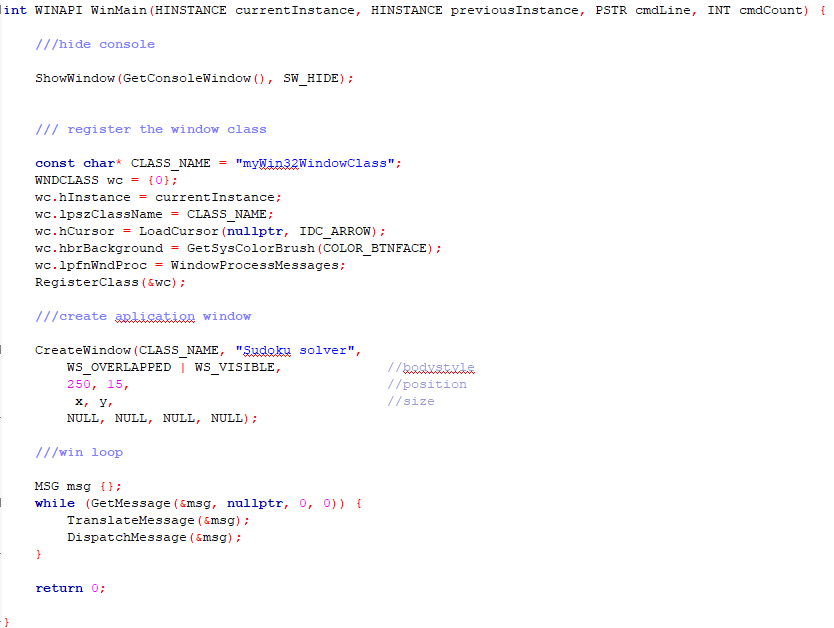 int WINAPI WinMain(HINSTANCE currentInstance, HINSTANCE previousInstance, PSTR cmdLine, INT cmdCount) {
///hide console
ShowWindow(GetConsoleWindow(), SW_HIDE);
/// register the window class
const char* CLASS_NAME = "myWin32WindowClass";
WNDCLASS wc = {0};
wc.hInstance = currentInstance;
wc.lpszClassName = CLASS_NAME;
wc.hCursor = LoadCursor(nullptr, IDC_ARROW);
wc.hbrBackground = GetSysColorBrush(COLOR_BTNFACE);
wc.lpfnWndProc = WindowProcessMessages;
RegisterClass(&wc);
///create aplication window
CreateWindow(CLASS_NAME, "Sudoku solver",
WS_OVERLAPPED | WS_VISIBLE, //bodystyle
250, 15, //position
x, y, //size
NULL, NULL, NULL, NULL);
///win loop
MSG msg {};
while (GetMessage(&msg, nullptr, 0, 0)) {
TranslateMessage(&msg);
DispatchMessage(&msg);
}
return 0;
}